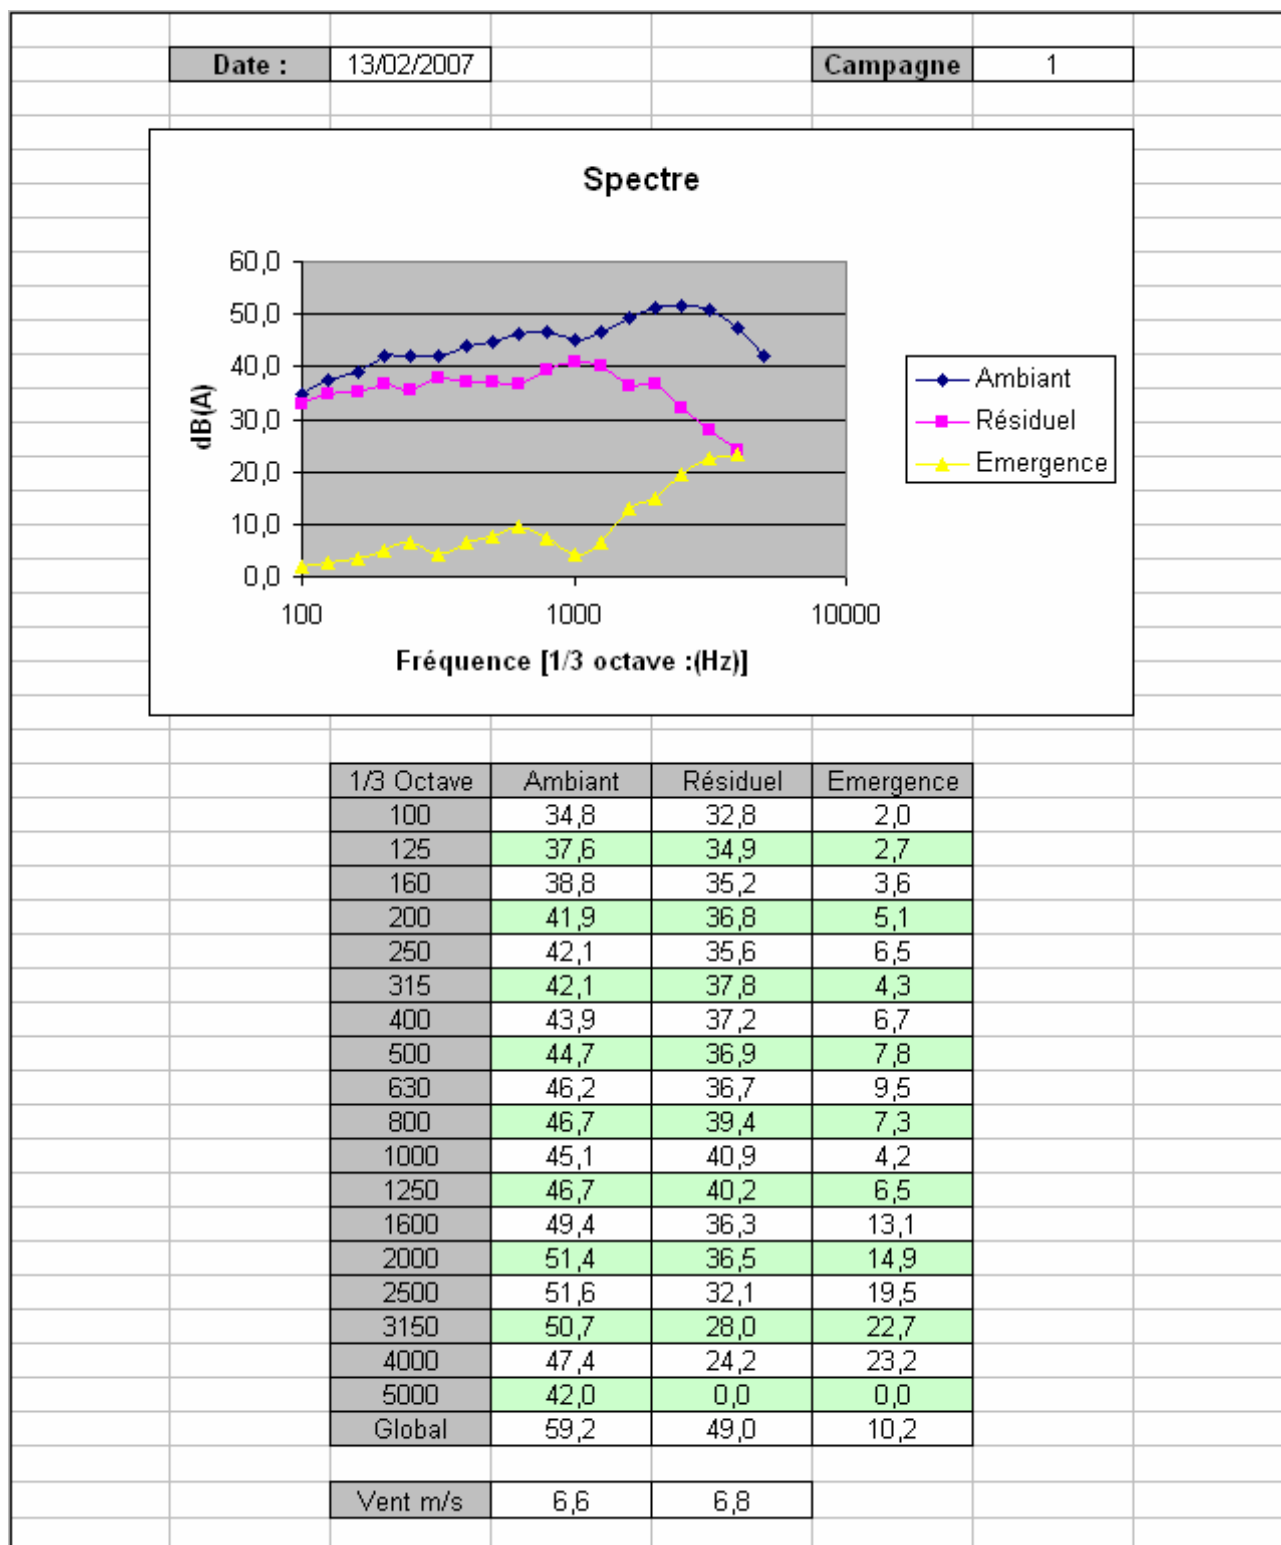 Date : 13/02/2007 Campagne 1
Spectre
60,0
50,0
40,0
30,0
20,0
10,0
0,0
dB(A)
100 1000 10000
Fréquence [1/3 octave :(Hz)]
Ambiant
Résiduel
Emergence
1/3 Octave Ambiant Résiduel Emergence
100 34,8 32,8 2,0
125 37,6 34,9 2,7
160 38,8 35,2 3,6
200 41,9 36,8 5,1
250 42,1 35,6 6,5
315 42,1 37,8 4,3
400 43,9 37,2 6,7
500 44,7 36,9 7,8
630 46,2 36,7 9,5
800 46,7 39,4 7,3
1000 45,1 40,9 4,2
1250 46,7 40,2 6,5
1600 49,4 36,3 13,1
2000 51,4 36,5 14,9
2500 51,6 32,1 19,5
3150 50,7 28,0 22,7
4000 47,4 24,2 23,2
5000 42,0 0,0 0,0
Global 59,2 49,0 10,2
Vent m/s 6,6 6,8